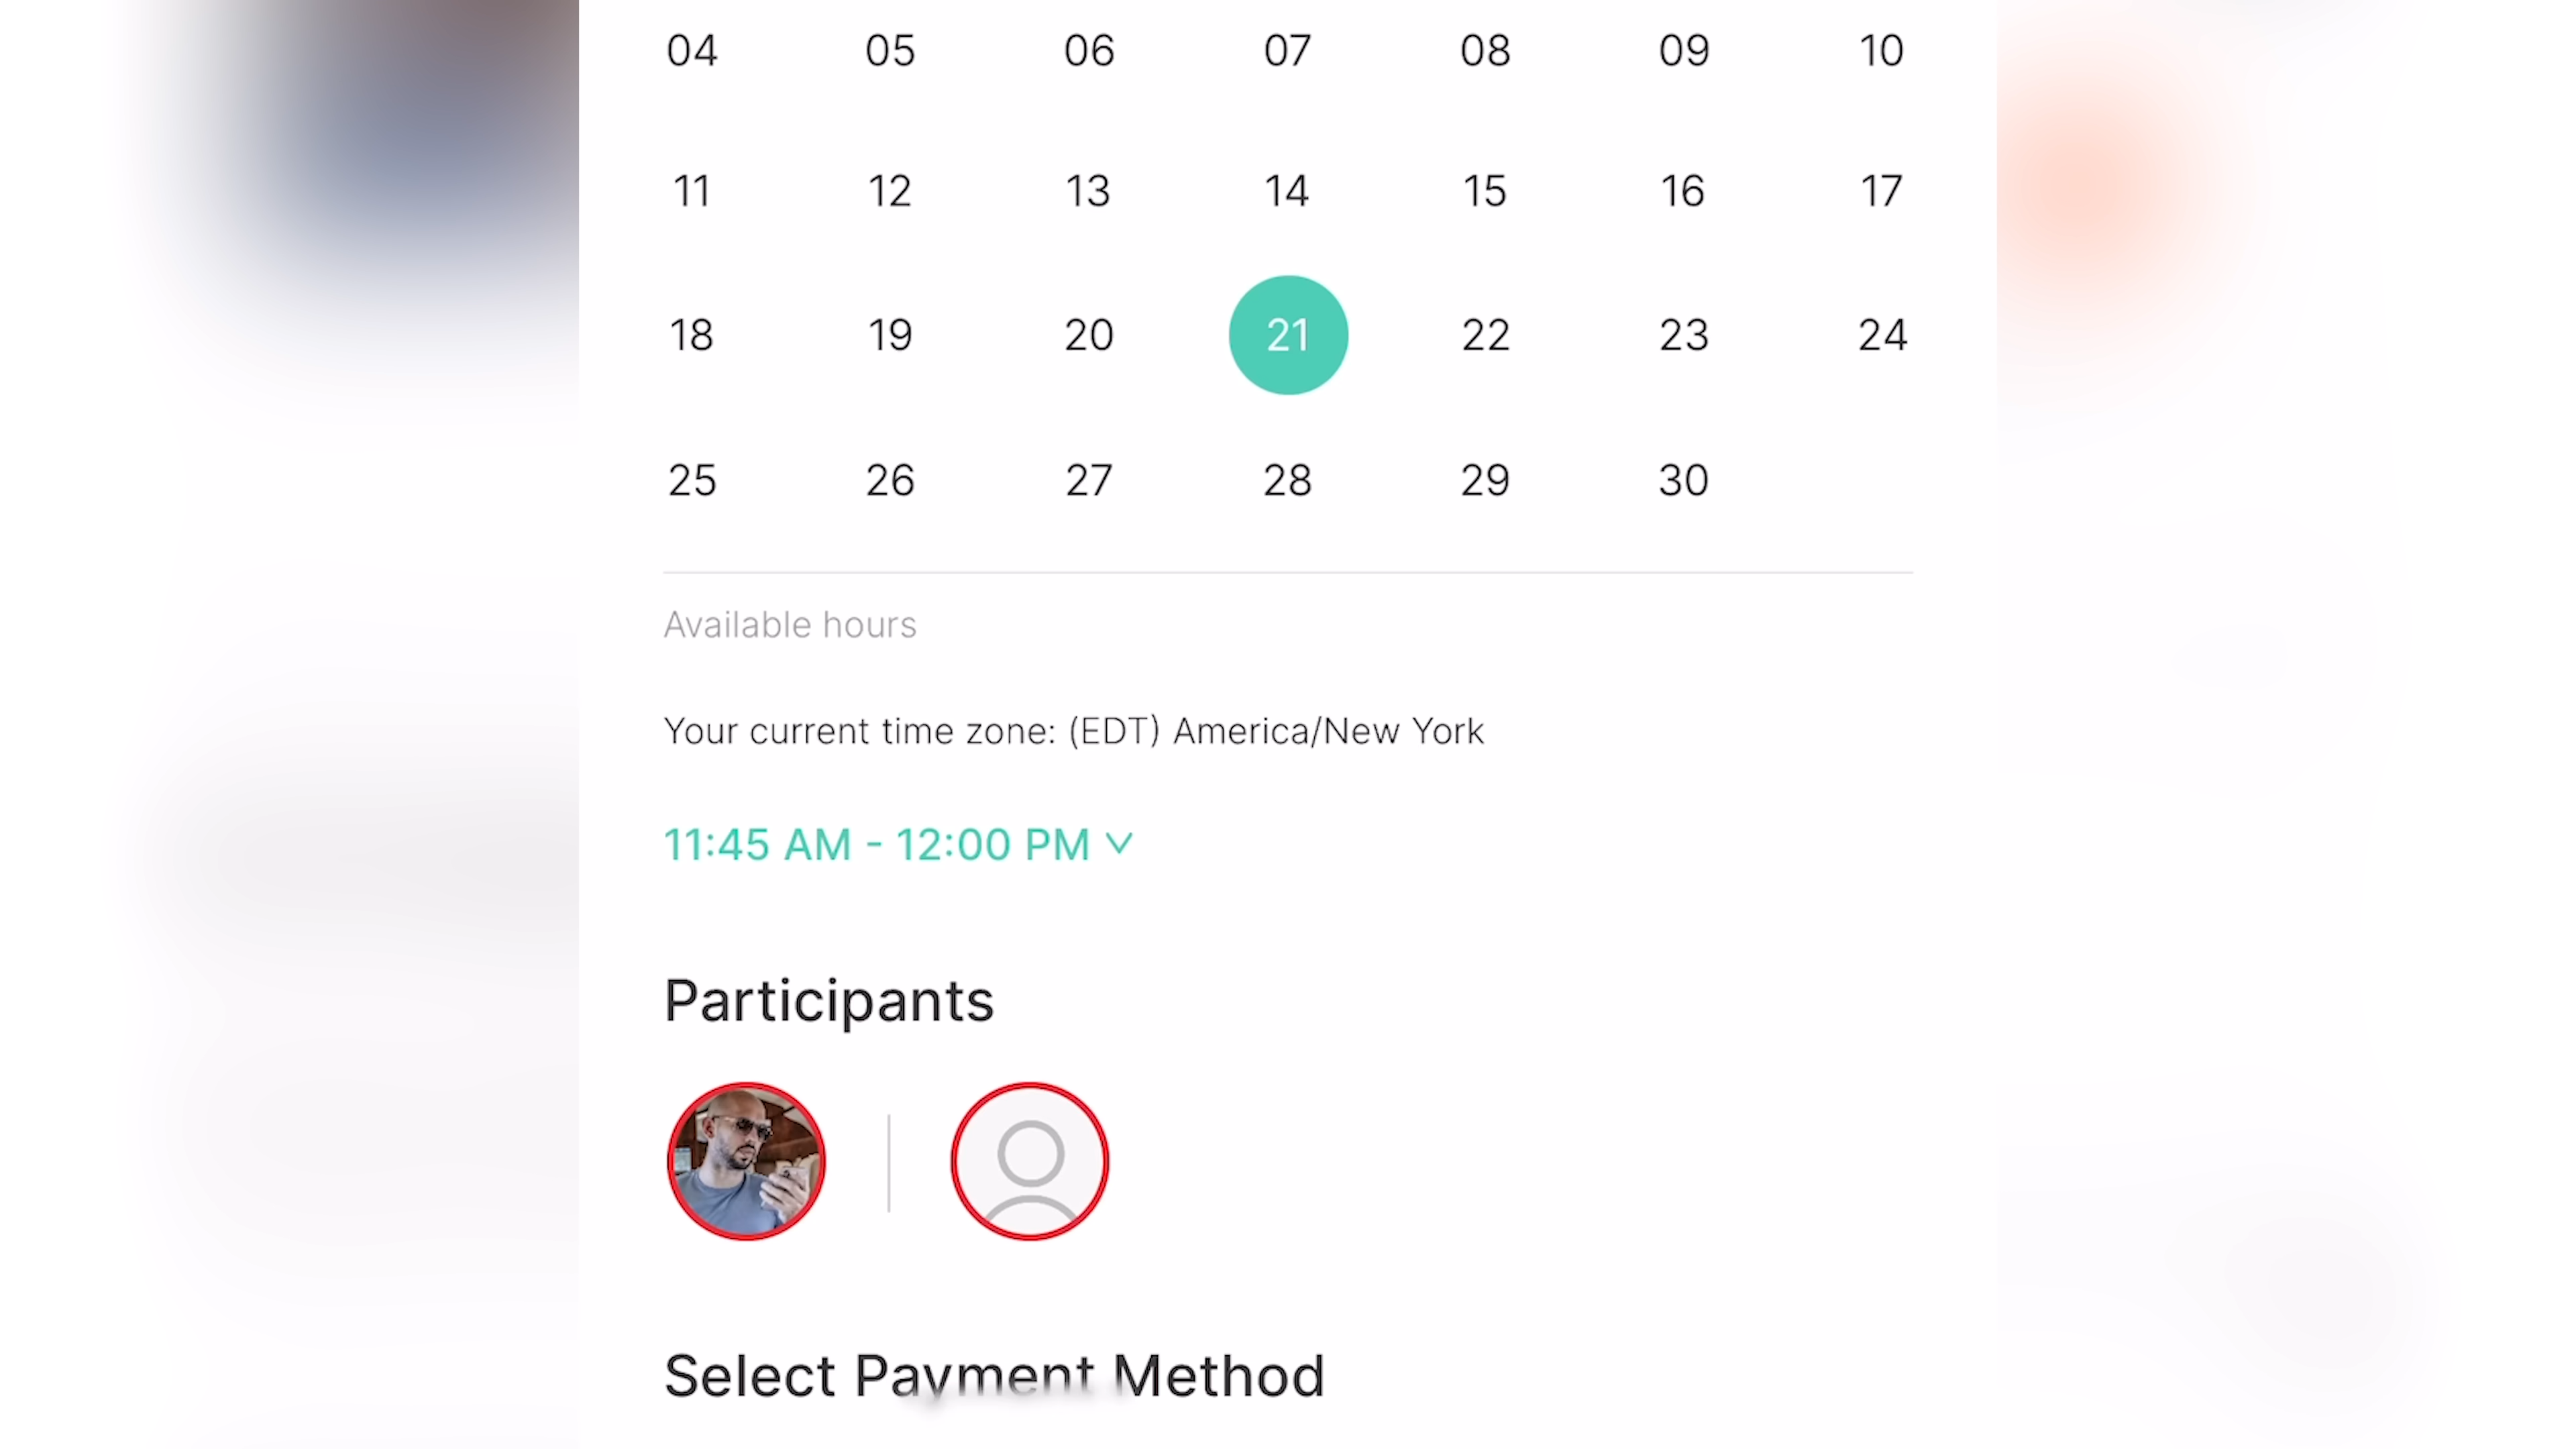 04 05 06 07 08 09 10
11 12 13 14 15 16 17
18 19 20 21 22 23 24
25 26 27 28 29 30
Available hours
Your current time zone: (EDT) America/New York
11:45 AM - 12:00 PM
Participants
Select Payment Method